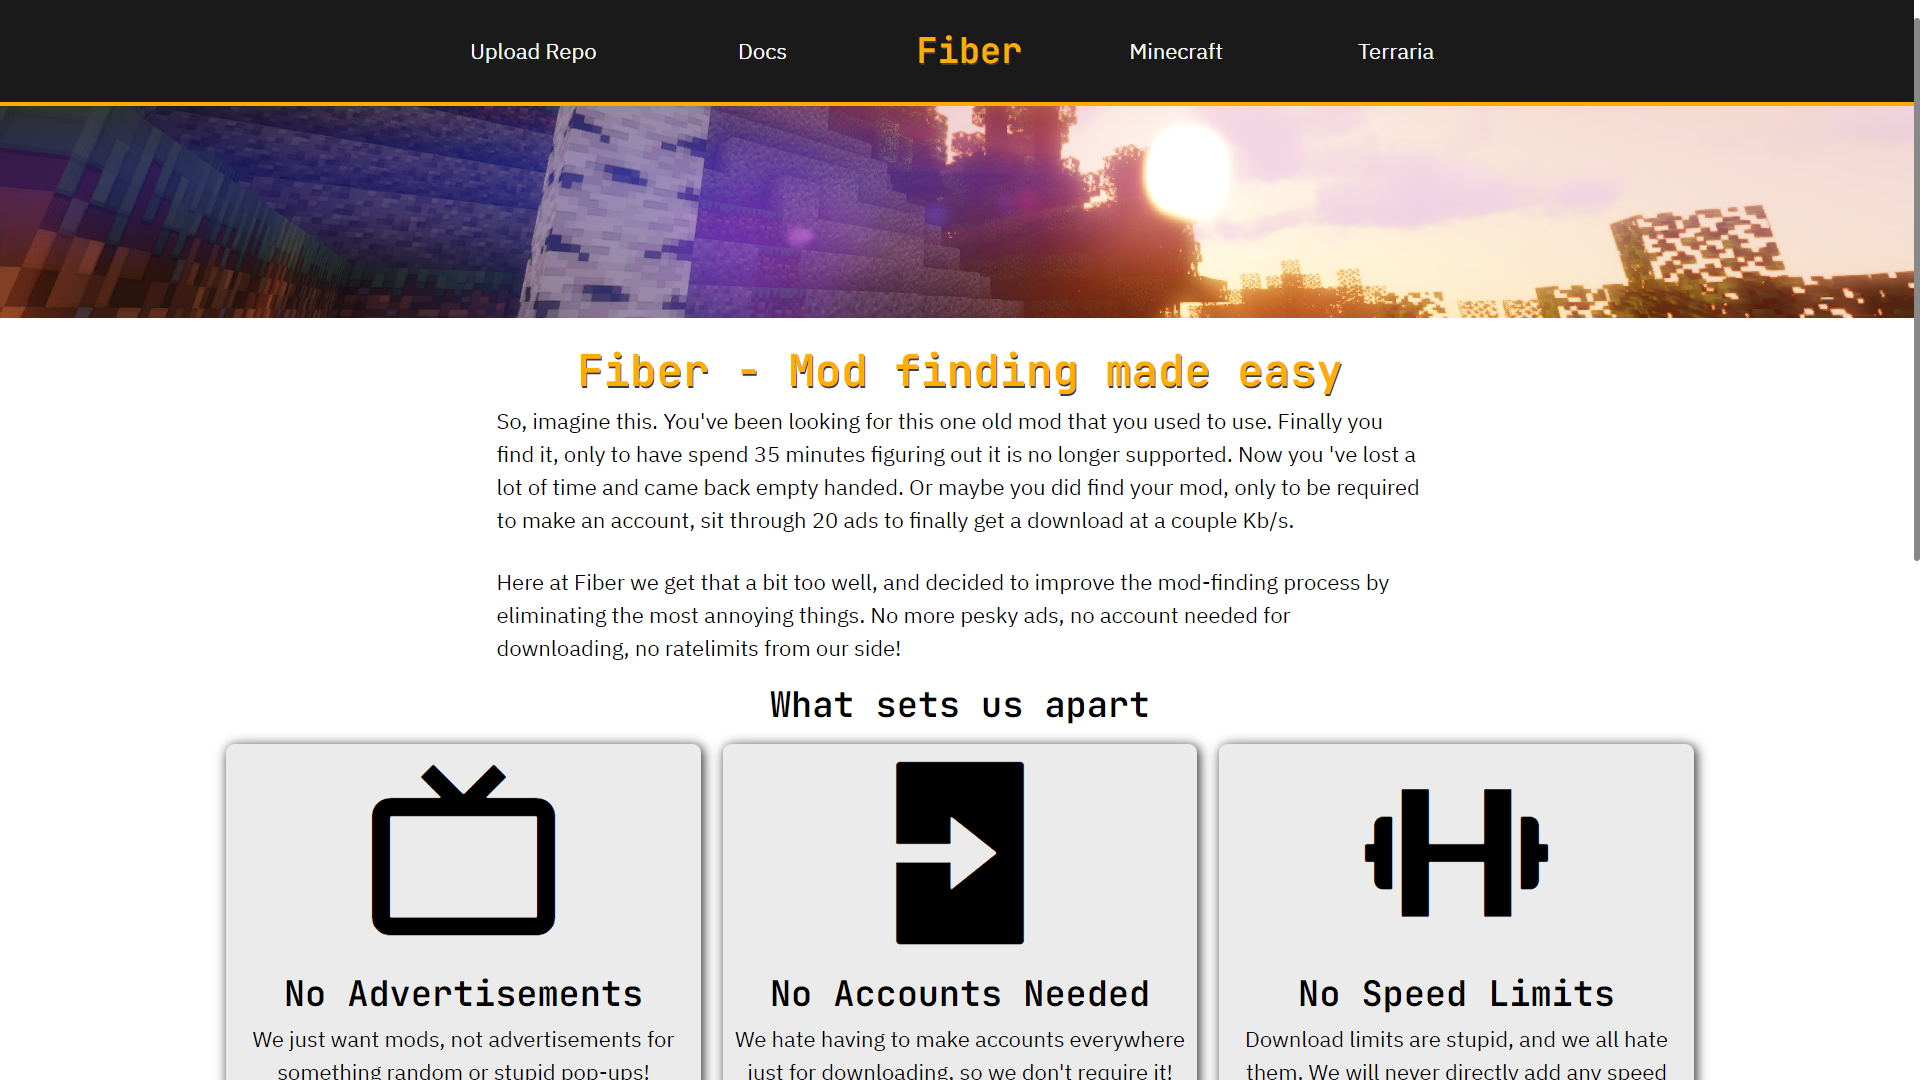 Upload Repo Docs Fiber Minecraft Terraria
Fiber - Mod finding made easy
So, imagine this. You've been looking for this one old mod that you used to use. Finally you
find it, only to have spend 35 minutes figuring out it is no longer supported. Now you 've lost a
lot of time and came back empty handed. Or maybe you did find your mod, only to be required
to make an account, sit through 20 ads to finally get a download at a couple Kb/s.
Here at Fiber we get that a bit too well, and decided to improve the mod-finding process by
eliminating the most annoying things. No more pesky ads, no account needed for
downloading, no ratelimits from our side!
What sets us apart
No Advertisements
We just want mods, not advertisements for
something random or stupid pop-ups!
No Accounts Needed
We hate having to make accounts everywhere
just for downloading, so we don't require it!
No Speed Limits
Download limits are stupid, and we all hate
them. We will never directly add any speed